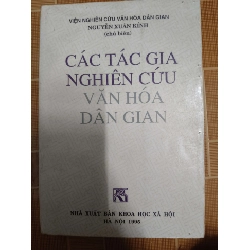 VIỆN NGHIÊN CỨU VĂN HÓA DÂN GIAN
NGUYỄN XUÂN KÍNH
(chủ biên)
CÁC TÁC GIA
NGHIÊN CỨU
VĂN HÓA
DÂN GIAN
NHÀ XUẤT BẢN KHOA HỌC XÃ HỘI
HÀ NỘI 1995